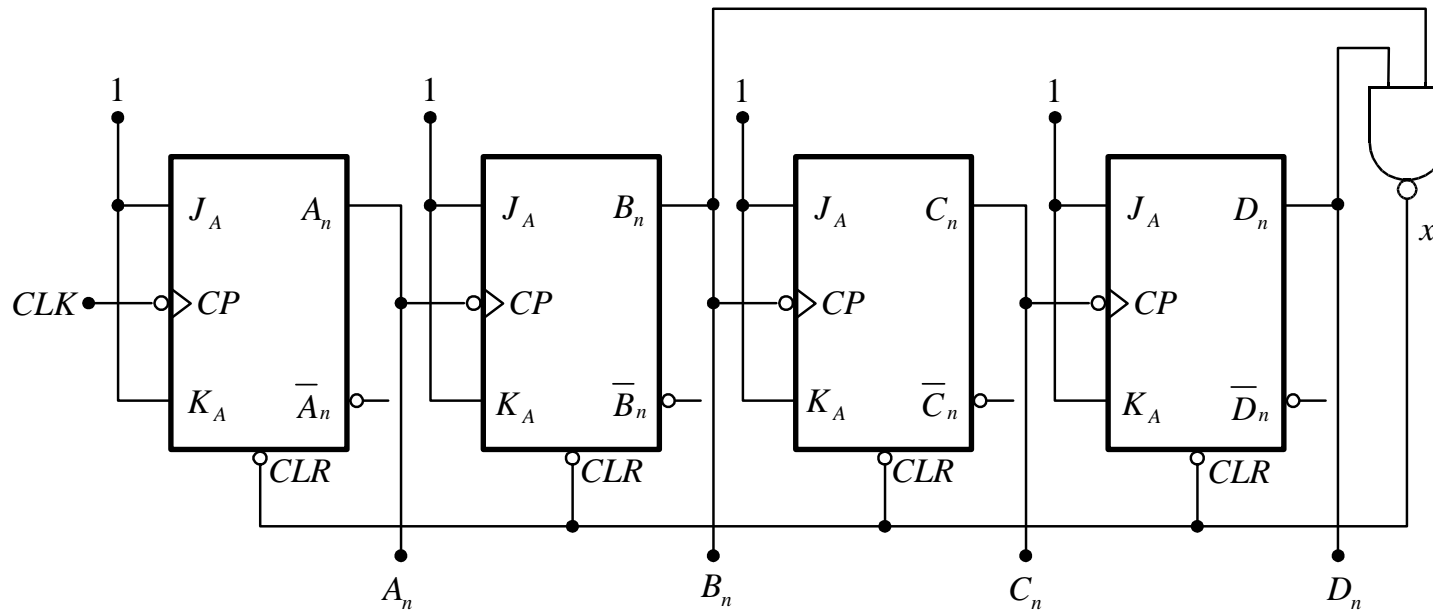 1 1 1 1
J_A A_n J_A B_n J_A C_n J_A D_n
x
CLK CP CP CP CP
K_A A̅_n K_A B̅_n K_A C̅_n K_A D̅_n
CLR CLR CLR CLR
A_n B_n C_n D_n